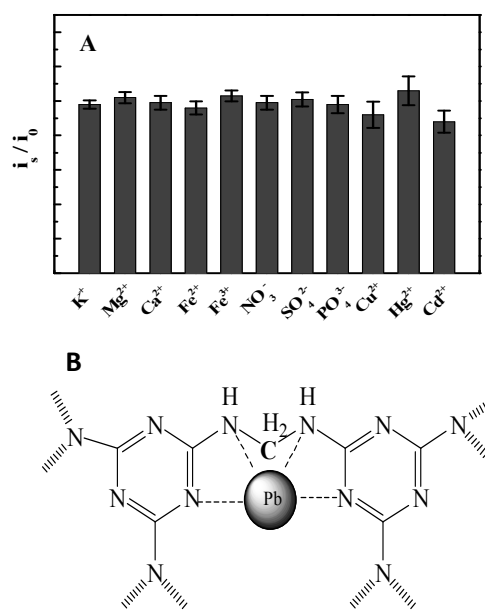 A
i_s / i_0
K⁺ Mg²⁺ Ca²⁺ Fe²⁺ Fe³⁺ NO₃⁻ SO₄²⁻ PO₄³⁻ Cu²⁺ Hg²⁺ Cd²⁺
B
H H
N N H₂ N N
N C N
N N Pb N N
N N